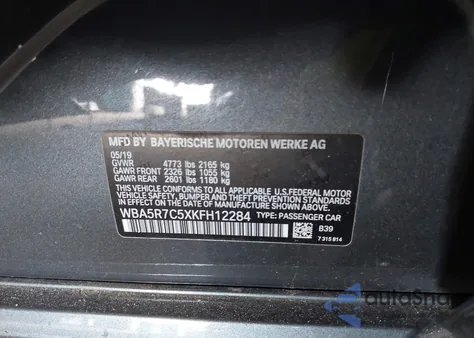 MFD BY BAYERISCHE MOTOREN WERKE AG
05/19
GVWR 4773 lbs 2165 kg
GAWR FRONT 2326 lbs 1055 kg
GAWR REAR 2601 lbs 1180 kg
THIS VEHICLE CONFORMS TO ALL APPLICABLE U.S.FEDERAL MOTOR
VEHICLE SAFETY, BUMPER, AND THEFT PREVENTION STANDARDS
IN EFFECT ON THE DATE OF MANUFACTURE SHOWN ABOVE.
WBA5R7C5XKFH12284 TYPE: PASSENGER CAR
B39
7 315 814
autoSnap